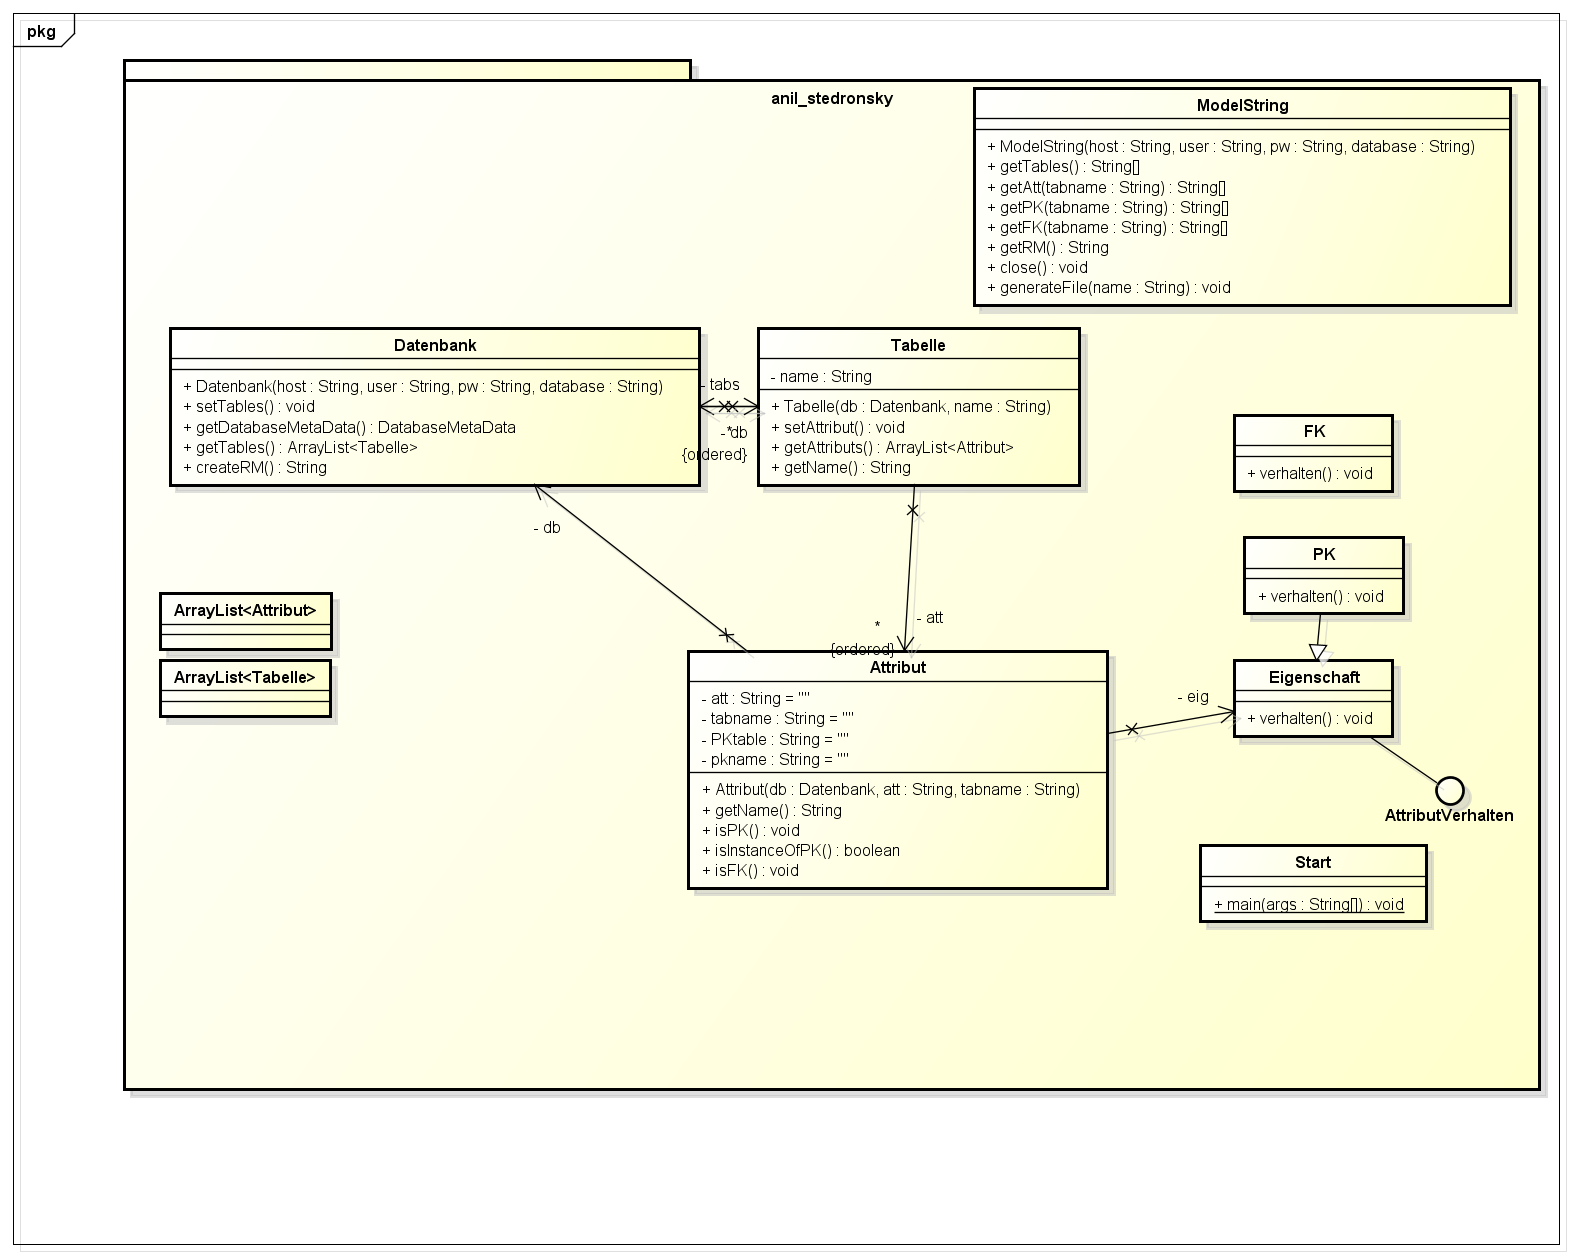 pkg
anil_stedronsky
ModelString
+ ModelString(host : String, user : String, pw : String, database : String)
+ getTables() : String[]
+ getAtt(tabname : String) : String[]
+ getPK(tabname : String) : String[]
+ getFK(tabname : String) : String[]
+ getRM() : String
+ close() : void
+ generateFile(name : String) : void
Datenbank
+ Datenbank(host : String, user : String, pw : String, database : String)
+ setTables() : void
+ getDatabaseMetaData() : DatabaseMetaData
+ getTables() : ArrayList<Tabelle>
+ createRM() : String
- tabs
*
- db
{ordered}
Tabelle
- name : String
+ Tabelle(db : Datenbank, name : String)
+ setAttribut() : void
+ getAttributs() : ArrayList<Attribut>
+ getName() : String
FK
+ verhalten() : void
- db
PK
+ verhalten() : void
ArrayList<Attribut>
ArrayList<Tabelle>
- att
*
{ordered}
Attribut
- att : String = ""
- tabname : String = ""
- PKtable : String = ""
- pkname : String = ""
+ Attribut(db : Datenbank, att : String, tabname : String)
+ getName() : String
+ isPK() : void
+ isInstanceOfPK() : boolean
+ isFK() : void
- eig
Eigenschaft
+ verhalten() : void
AttributVerhalten
Start
+ main(args : String[]) : void